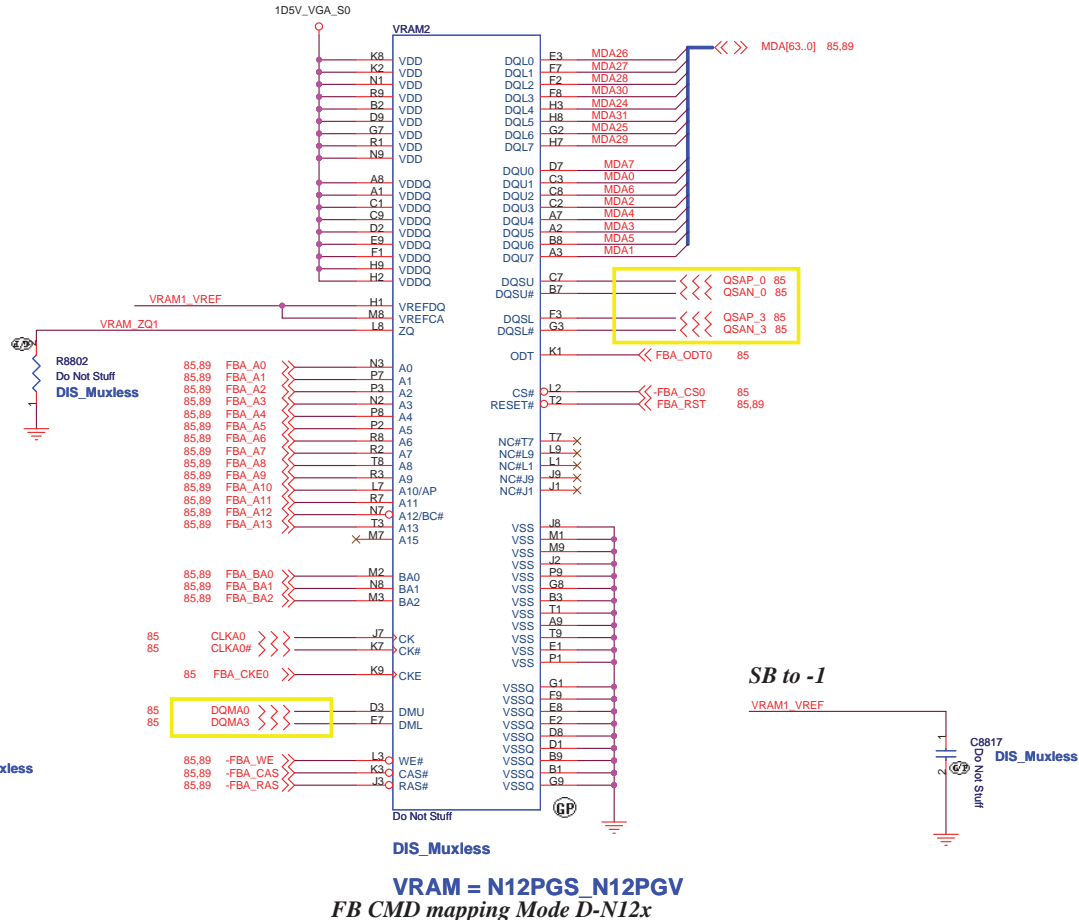 1D5V_VGA_S0
VRAM2
K8 VDD
K2 VDD
N1 VDD
R9 VDD
B2 VDD
D9 VDD
G7 VDD
R1 VDD
N9 VDD
A8 VDDQ
A1 VDDQ
C1 VDDQ
C9 VDDQ
D2 VDDQ
E9 VDDQ
F1 VDDQ
H9 VDDQ
H2 VDDQ
VRAM1_VREF H1 VREFDQ
M8 VREFCA
VRAM_ZQ1 L8 ZQ
R8802
Do Not Stuff
DIS_Muxless
1
85,89 FBA_A0 N3 A0
85,89 FBA_A1 P7 A1
85,89 FBA_A2 P3 A2
85,89 FBA_A3 N2 A3
85,89 FBA_A4 P8 A4
85,89 FBA_A5 P2 A5
85,89 FBA_A6 R8 A6
85,89 FBA_A7 R2 A7
85,89 FBA_A8 T8 A8
85,89 FBA_A9 R3 A9
85,89 FBA_A10 L7 A10/AP
85,89 FBA_A11 R7 A11
85,89 FBA_A12 N7 A12/BC#
85,89 FBA_A13 T3 A13
M7 A15
85,89 FBA_BA0 M2 BA0
85,89 FBA_BA1 N8 BA1
85,89 FBA_BA2 M3 BA2
85 CLKA0 J7 CK
85 CLKA0# K7 CK#
85 FBA_CKE0 K9 CKE
85 DQMA0 D3 DMU
85 DQMA3 E7 DML
85,89 -FBA_WE L3 WE#
85,89 -FBA_CAS K3 CAS#
85,89 -FBA_RAS J3 RAS#
xless
DQL0 E3 MDA26
DQL1 F7 MDA27
DQL2 F2 MDA28
DQL3 F8 MDA30
DQL4 H3 MDA24
DQL5 H8 MDA31
DQL6 G2 MDA25
DQL7 H7 MDA29
MDA[63..0] 85,89
DQU0 D7 MDA7
DQU1 C3 MDA0
DQU2 C8 MDA6
DQU3 C2 MDA2
DQU4 A7 MDA4
DQU5 A2 MDA3
DQU6 B8 MDA5
DQU7 A3 MDA1
DQSU C7 QSAP_0 85
DQSU# B7 QSAN_0 85
DQSL F3 QSAP_3 85
DQSL# G3 QSAN_3 85
ODT K1 FBA_ODT0 85
CS# L2 -FBA_CS0 85
RESET# T2 FBA_RST 85,89
NC#T7 T7
NC#L9 L9
NC#L1 L1
NC#J9 J9
NC#J1 J1
VSS J8
VSS M1
VSS M9
VSS J2
VSS P9
VSS G8
VSS B3
VSS T1
VSS A9
VSS T9
VSS E1
VSS P1
VSSQ G1
VSSQ F9
VSSQ E8
VSSQ E2
VSSQ D8
VSSQ D1
VSSQ B9
VSSQ B1
VSSQ G9
GP
Do Not Stuff
DIS_Muxless
SB to -1
VRAM1_VREF
1
2
C8817
Do Not Stuff
DIS_Muxless
VRAM = N12PGS_N12PGV
FB CMD mapping Mode D-N12x